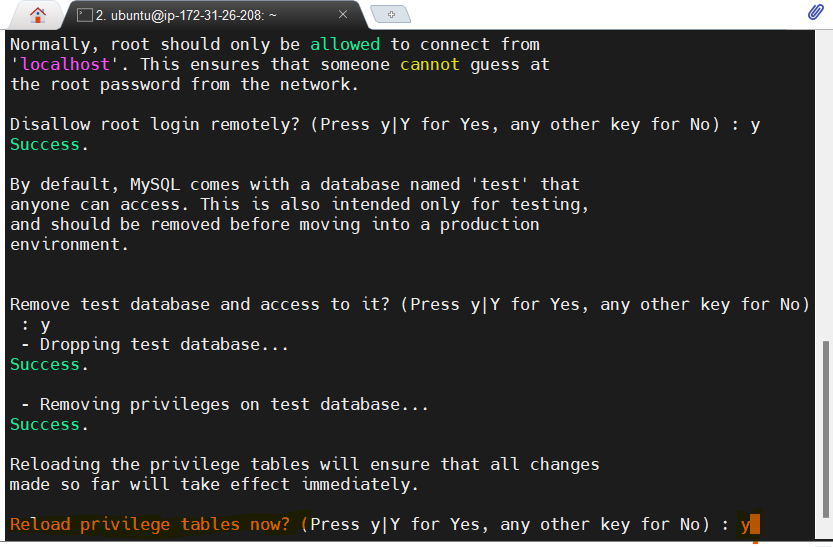 2. ubuntu@ip-172-31-26-208: ~
Normally, root should only be allowed to connect from
'localhost'. This ensures that someone cannot guess at
the root password from the network.
Disallow root login remotely? (Press y|Y for Yes, any other key for No) : y
Success.
By default, MySQL comes with a database named 'test' that
anyone can access. This is also intended only for testing,
and should be removed before moving into a production
environment.
Remove test database and access to it? (Press y|Y for Yes, any other key for No)
: y
- Dropping test database...
Success.
- Removing privileges on test database...
Success.
Reloading the privilege tables will ensure that all changes
made so far will take effect immediately.
Reload privilege tables now? (Press y|Y for Yes, any other key for No) : y